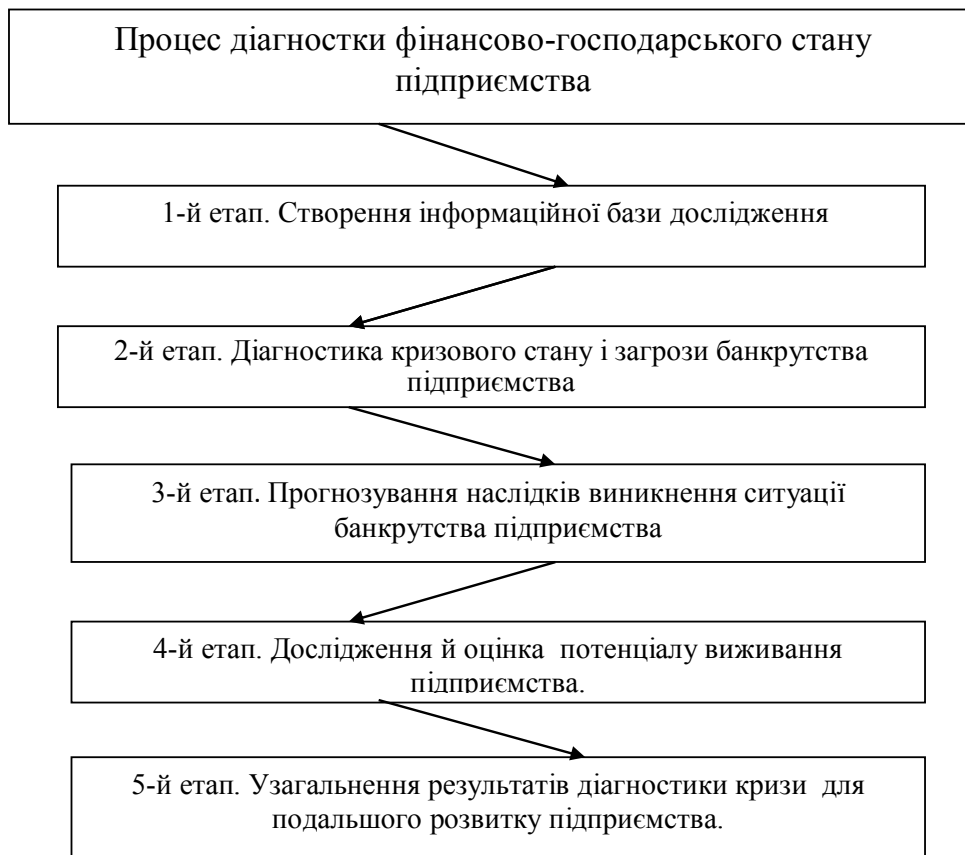 Процес діагностки фінансово-господарського стану
підприємства
1-й етап. Створення інформаційної бази дослідження
2-й етап. Діагностика кризового стану і загрози банкрутства
підприємства
3-й етап. Прогнозування наслідків виникнення ситуації
банкрутства підприємства
4-й етап. Дослідження й оцінка потенціалу виживання
підприємства.
5-й етап. Узагальнення результатів діагностики кризи для
подальшого розвитку підприємства.